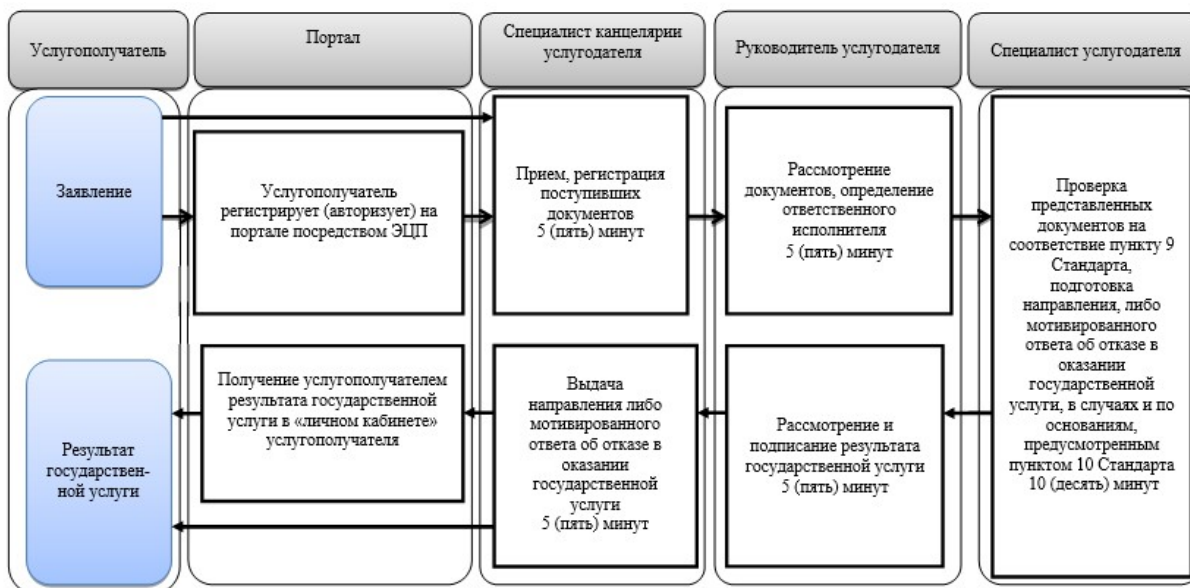 Услугополучатель
Портал
Специалист канцелярии
услугодателя
Руководитель услугодателя
Специалист услугодателя
Заявление
Услугополучатель
регистрирует (авторизует) на
портале посредством ЭЦП
Прием, регистрация
поступивших
документов
5 (пять) минут
Рассмотрение
документов, определение
ответственного
исполнителя
5 (пять) минут
Проверка
представленных
документов на
соответствие пункту 9
Стандарта,
подготовка
направления, либо
мотивированного
ответа об отказе в
оказании
государственной
услуги, в случаях и по
основаниям,
предусмотренным
пунктом 10 Стандарта
10 (десять) минут
Рассмотрение и
подписание результата
государственной услуги
5 (пять) минут
Выдача
направления либо
мотивированного
ответа об отказе в
оказании
государственной
услуги
5 (пять) минут
Получение услугополучателем
результата государственной
услуги в «личном кабинете»
услугополучателя
Результат
государствен-
ной услуги